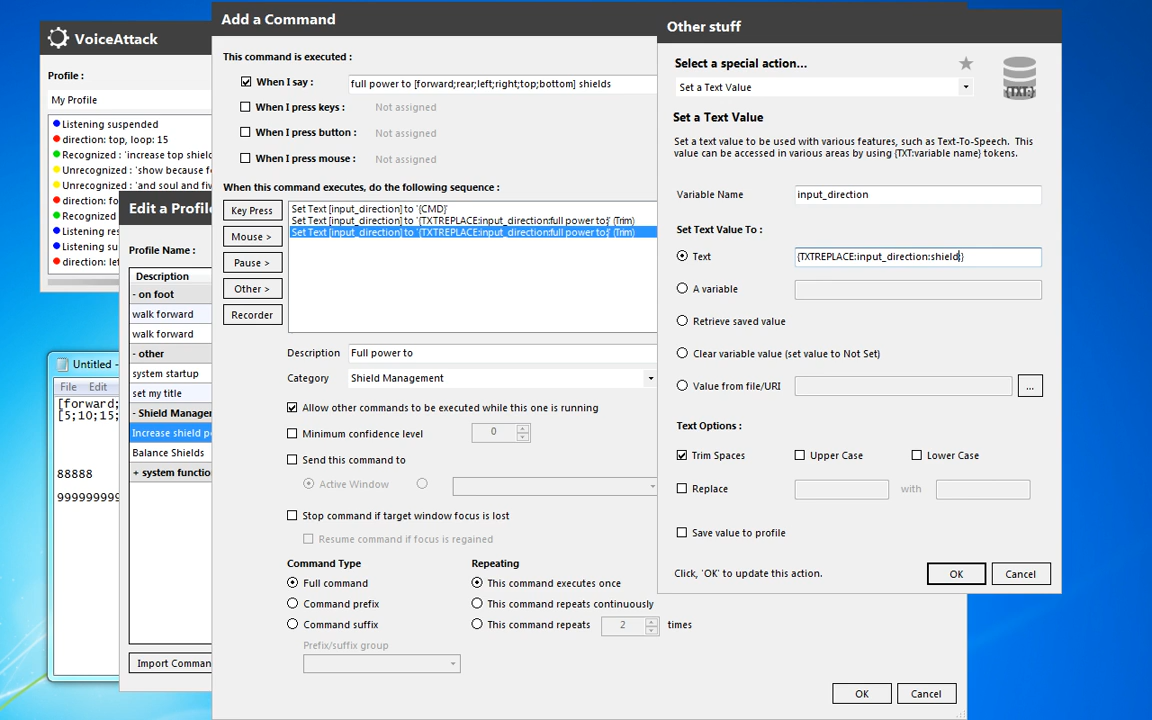 VoiceAttack
Profile :
My Profile
Listening suspended
direction: top, loop: 15
Recognized : 'increase top shield
Unrecognized : 'show because f
Unrecognized : 'and soul and fiv
direction: fo
Recognized
Listening res
Listening su
direction: lef
Edit a Profile
Profile Name :
Description
- on foot
walk forward
walk forward
- other
system startup
set my title
- Shield Manager
Increase shield po
Balance Shields
+ system functio
Import Comman
Untitled -
File Edit
[forward;
[5;10;15;
88888
9999999999
Add a Command
This command is executed :
When I say :
full power to [forward;rear;left;right;top;bottom] shields
When I press keys :
Not assigned
When I press button :
Not assigned
When I press mouse :
Not assigned
When this command executes, do the following sequence :
Key Press
Mouse >
Pause >
Other >
Recorder
Set Text [input_direction] to '{CMD}'
Set Text [input_direction] to '{TXTREPLACE:input_direction:full power to:}' (Trim)
Set Text [input_direction] to '{TXTREPLACE:input_direction:full power to:}' (Trim)
Description
Full power to
Category
Shield Management
Allow other commands to be executed while this one is running
Minimum confidence level
0
Send this command to
Active Window
Stop command if target window focus is lost
Resume command if focus is regained
Command Type
Full command
Command prefix
Command suffix
Prefix/suffix group
Repeating
This command executes once
This command repeats continuously
This command repeats 2 times
OK
Cancel
Other stuff
Select a special action...
Set a Text Value
TXT
Set a Text Value
Set a text value to be used with various features, such as Text-To-Speech. This
value can be accessed in various areas by using {TXT:variable name} tokens.
Variable Name
input_direction
Set Text Value To :
Text
{TXTREPLACE:input_direction:shield:}
A variable
Retrieve saved value
Clear variable value (set value to Not Set)
Value from file/URI
...
Text Options :
Trim Spaces
Upper Case
Lower Case
Replace
with
Save value to profile
Click, 'OK' to update this action.
OK
Cancel